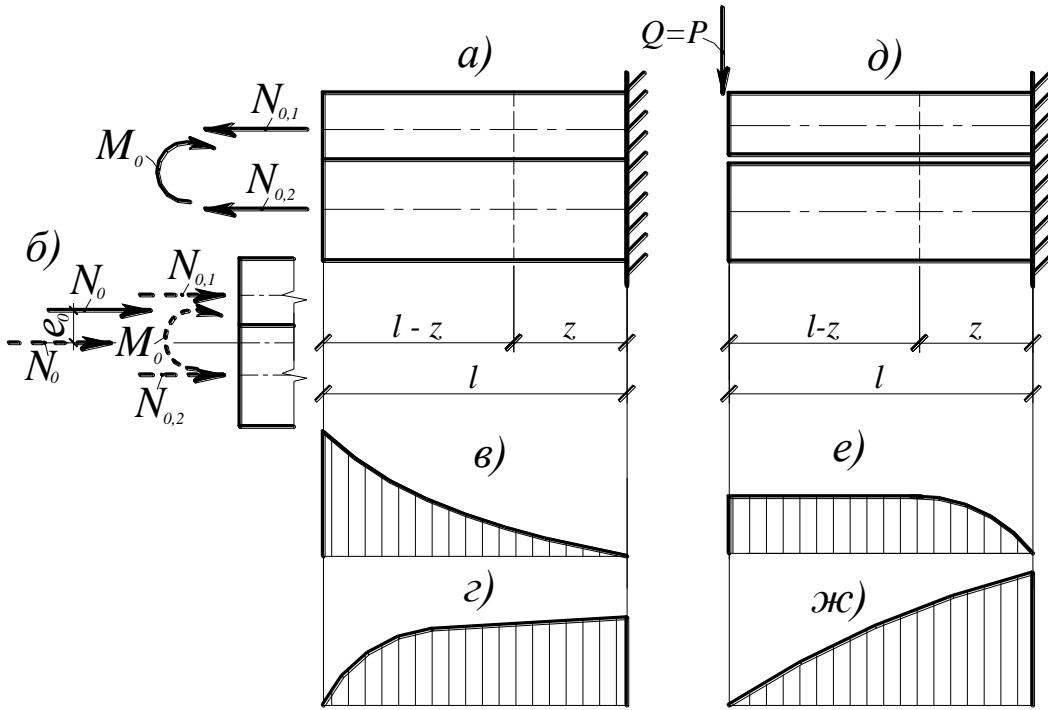 а)
N₀,₁
M₀
N₀,₂
б)
N₀,₁
N₀
e₀
M₀
N₀
N₀,₂
l - z
z
l
в)
г)
Q=P
д)
l-z
z
l
е)
ж)